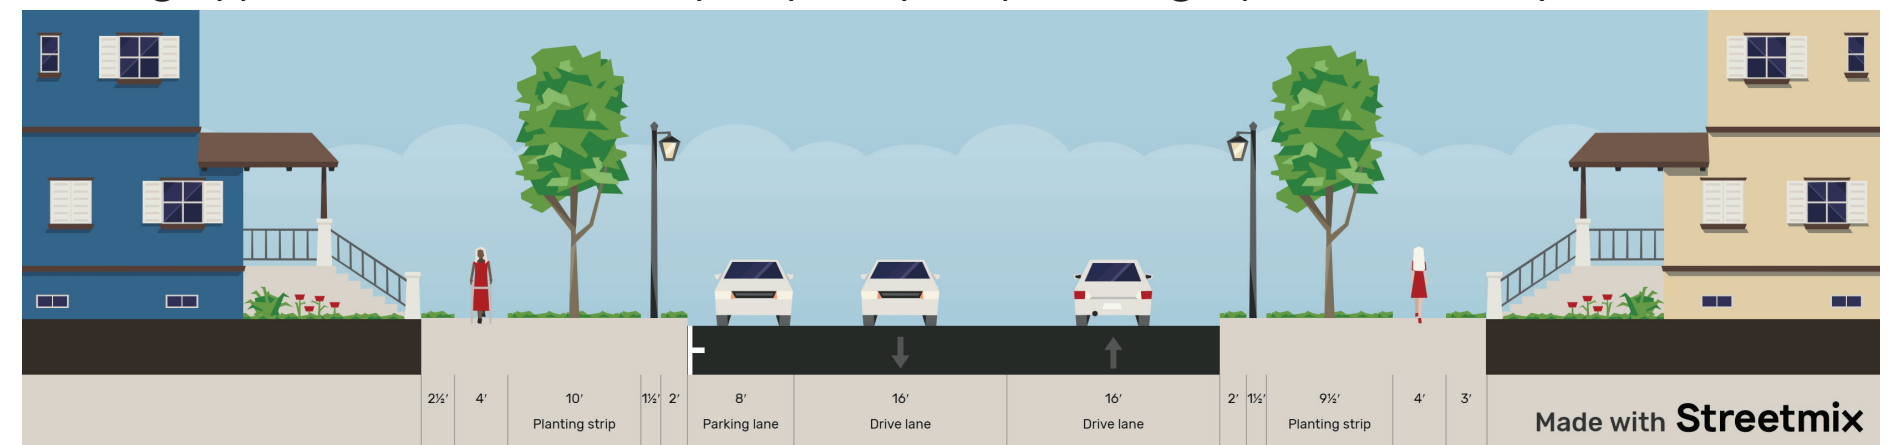 2½′ 4′ 10′ 1½′ 2′ 8′ 16′ 16′ 2′ 1½′ 9½′ 4′ 3′
Planting strip Parking lane Drive lane Drive lane Planting strip
Made with Streetmix